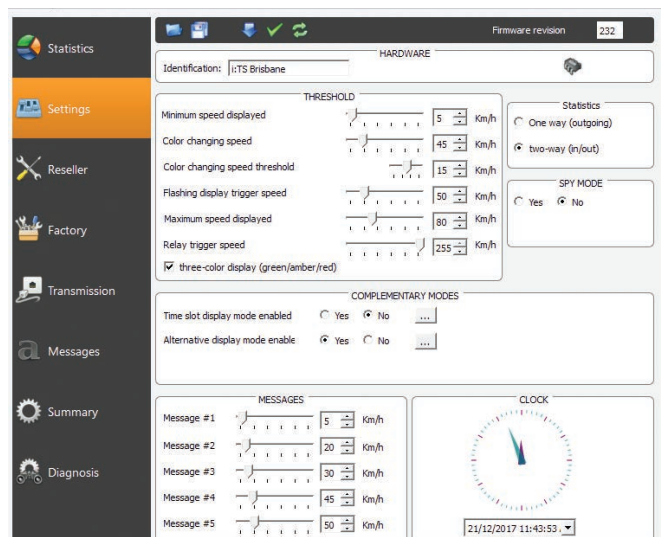 Firmware revision 232
Statistics
Settings
Reseller
Factory
Transmission
Messages
Summary
Diagnosis
HARDWARE
Identification: i:TS Brisbane
THRESHOLD
Minimum speed displayed 5 Km/h
Color changing speed 45 Km/h
Color changing speed threshold 15 Km/h
Flashing display trigger speed 50 Km/h
Maximum speed displayed 80 Km/h
Relay trigger speed 255 Km/h
three-color display (green/amber/red)
Statistics
One way (outgoing)
two-way (in/out)
SPY MODE
Yes No
COMPLEMENTARY MODES
Time slot display mode enabled Yes No ...
Alternative display mode enable Yes No ...
MESSAGES
Message #1 5 Km/h
Message #2 20 Km/h
Message #3 30 Km/h
Message #4 45 Km/h
Message #5 50 Km/h
CLOCK
21/12/2017 11:43:53